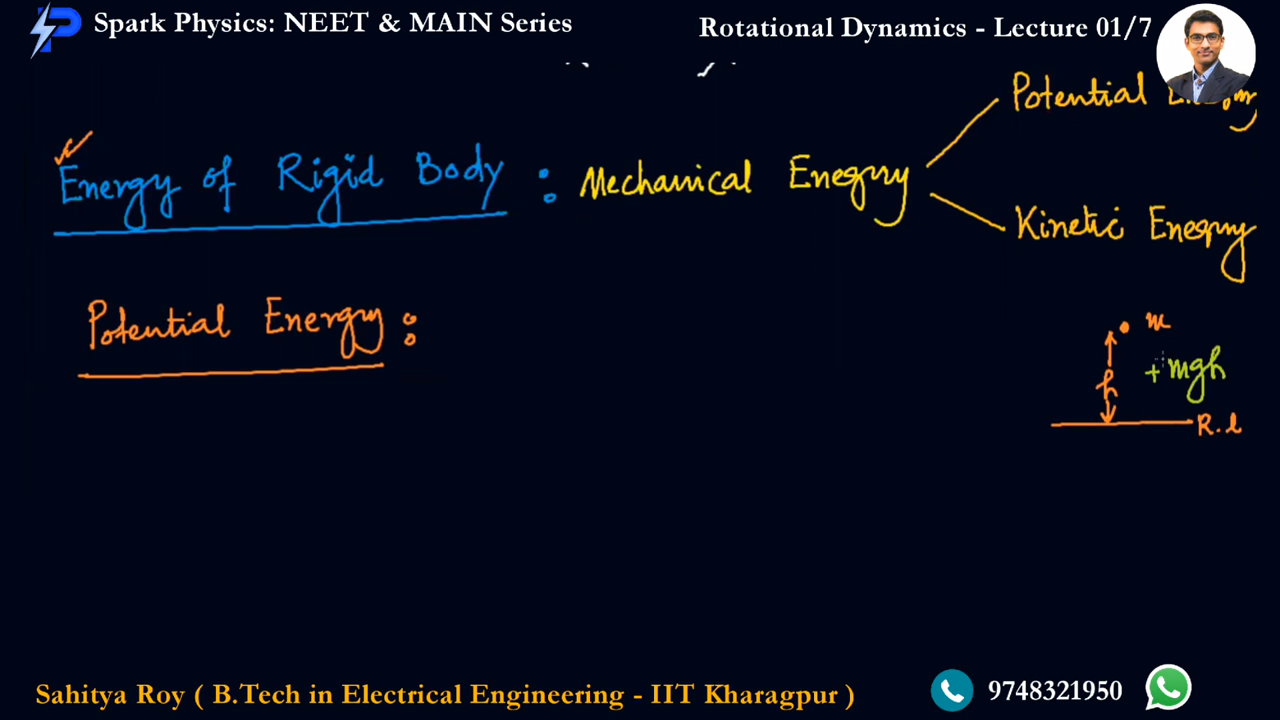 Spark Physics: NEET & MAIN Series
Rotational Dynamics - Lecture 01/7
Potential
Energy of Rigid Body : Mechanical Enegry
Kinetic Enegry
Potential Energy :
m
h +mgh
R.l
Sahitya Roy ( B.Tech in Electrical Engineering - IIT Kharagpur )
9748321950